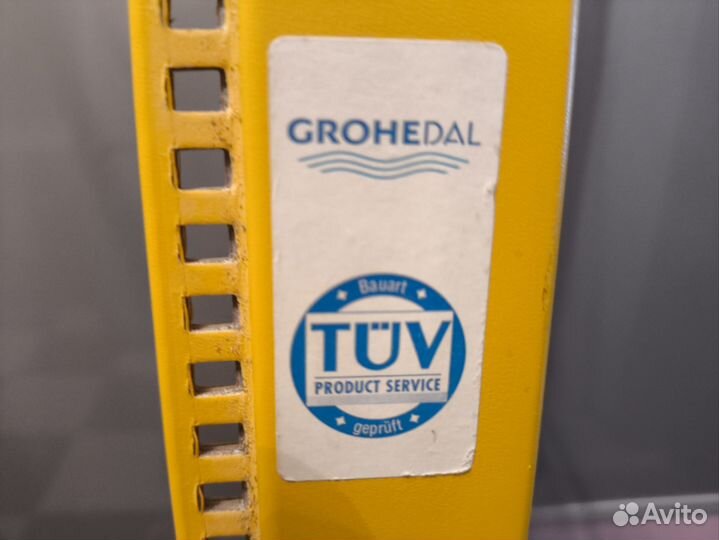 GROHEDAL
Bauart
TÜV
PRODUCT SERVICE
geprüft
Avito